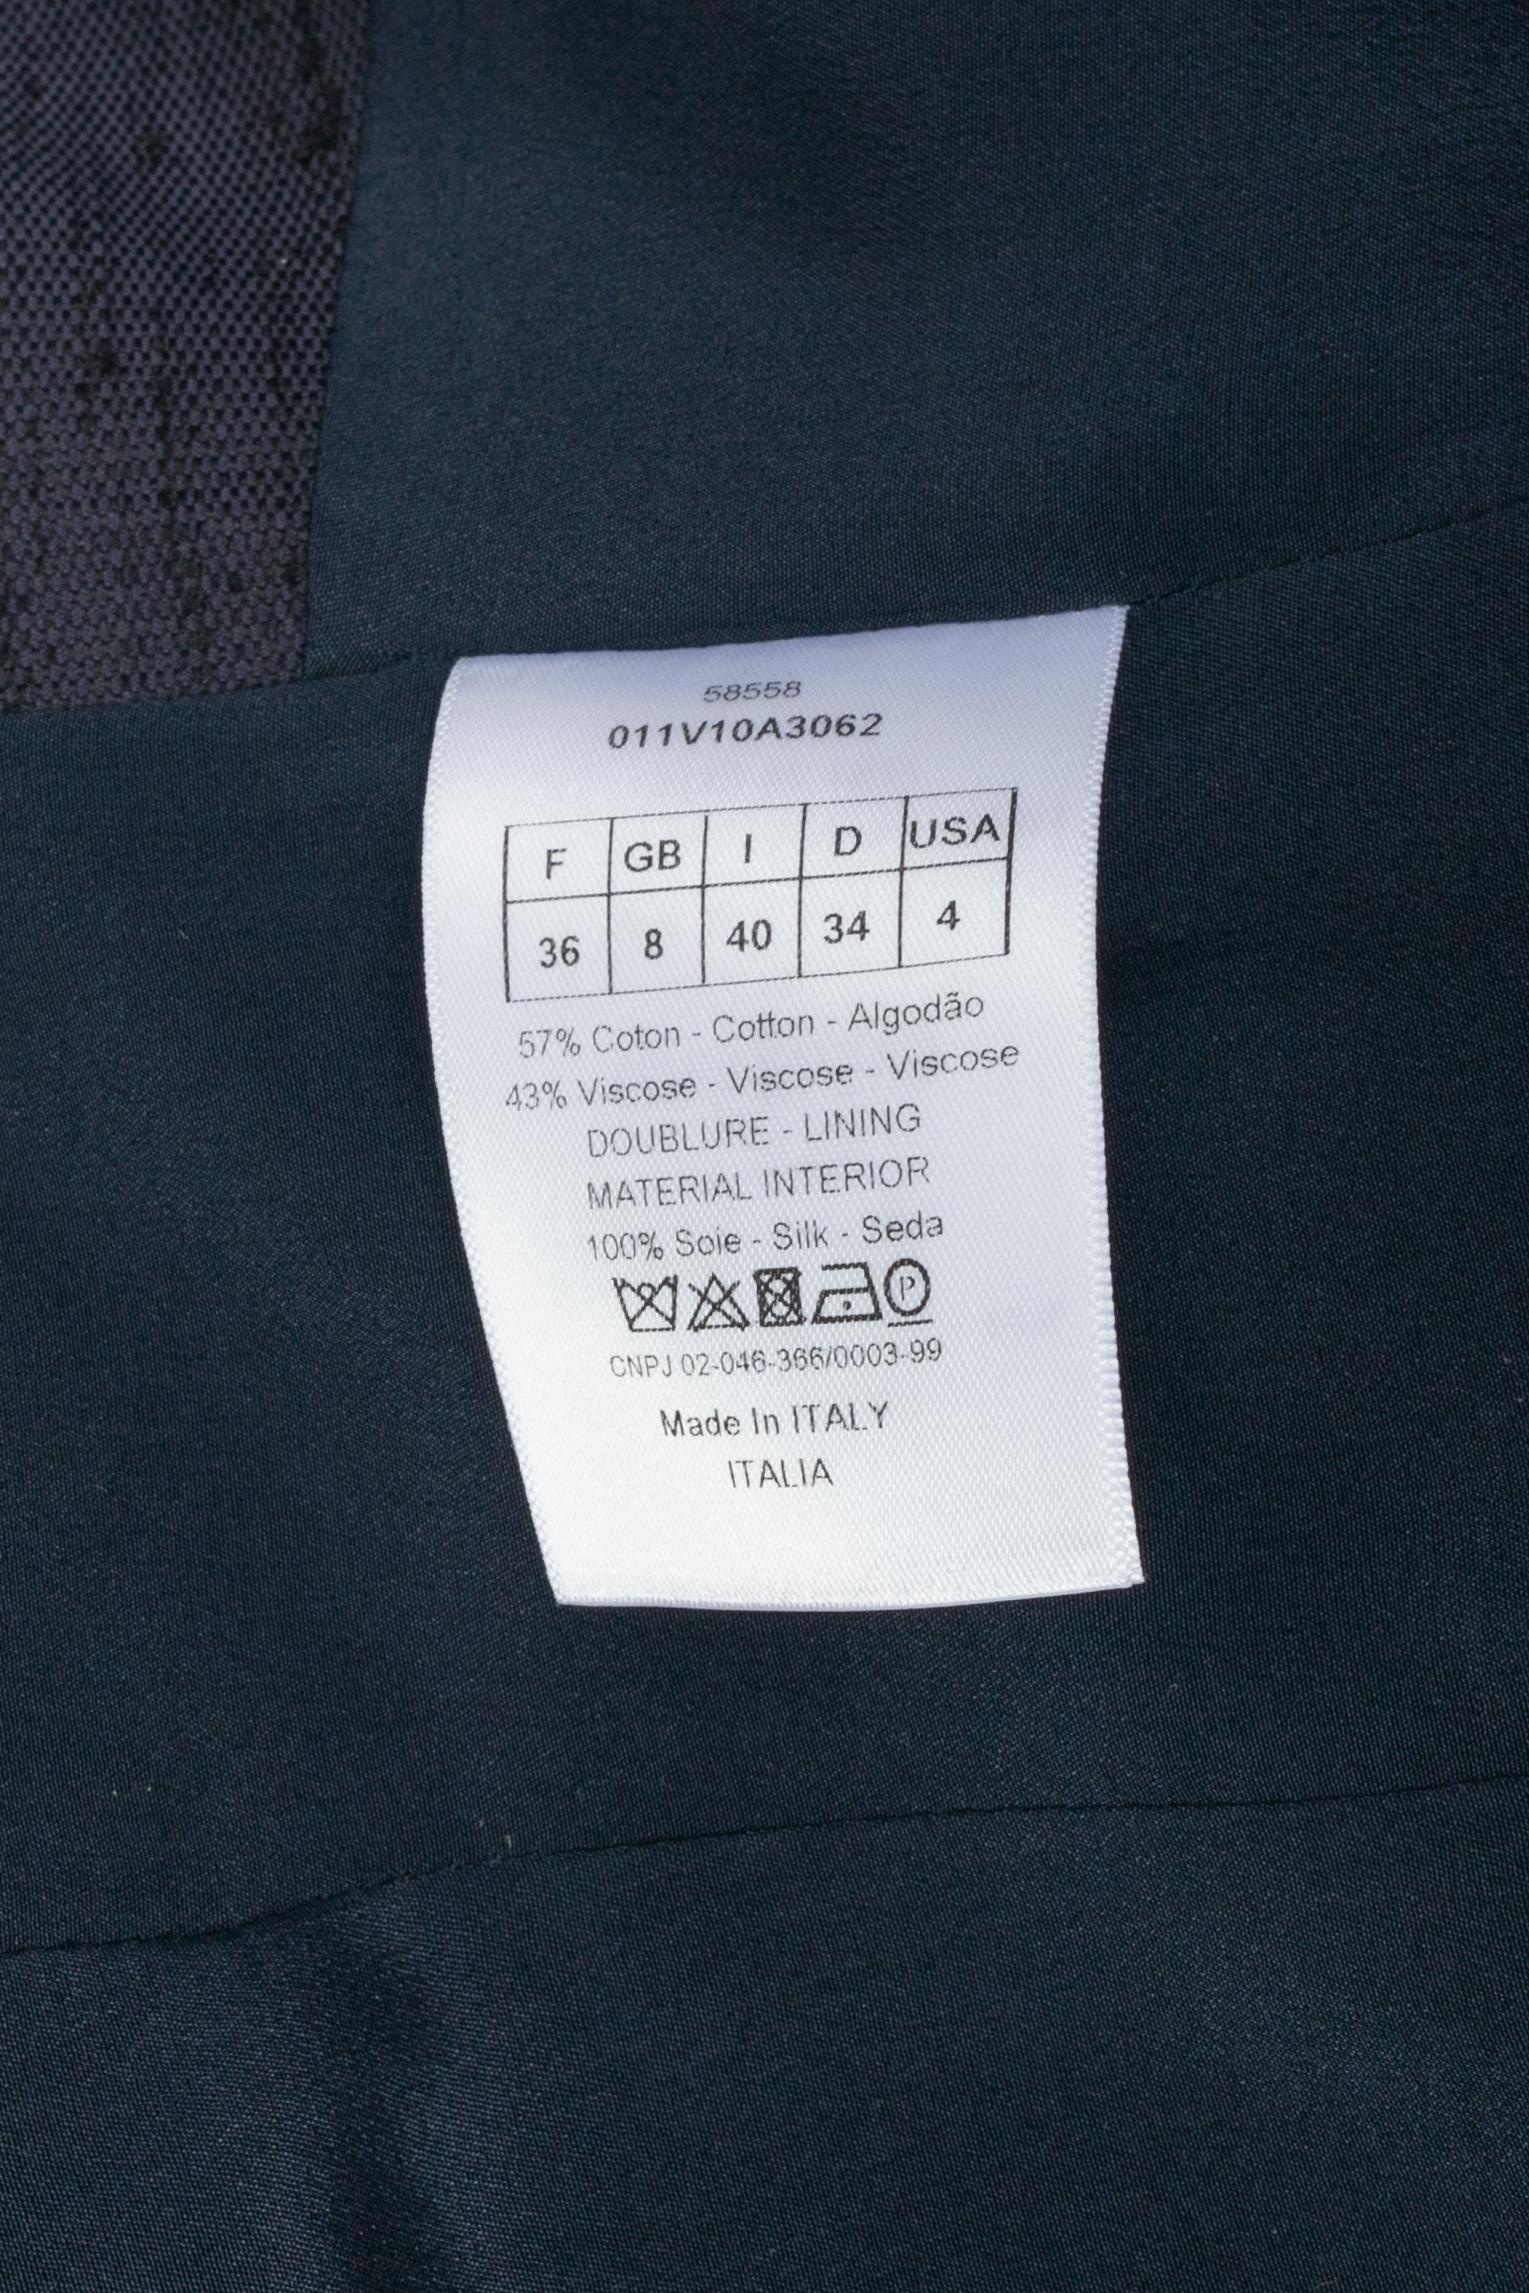 58558
011V10A3062
F GB I D USA
36 8 40 34 4
57% Coton - Cotton - Algodão
43% Viscose - Viscose - Viscose
DOUBLURE - LINING
MATERIAL INTERIOR
100% Soie - Silk - Seda
P
CNPJ 02-046-366/0003-99
Made In ITALY
ITALIA